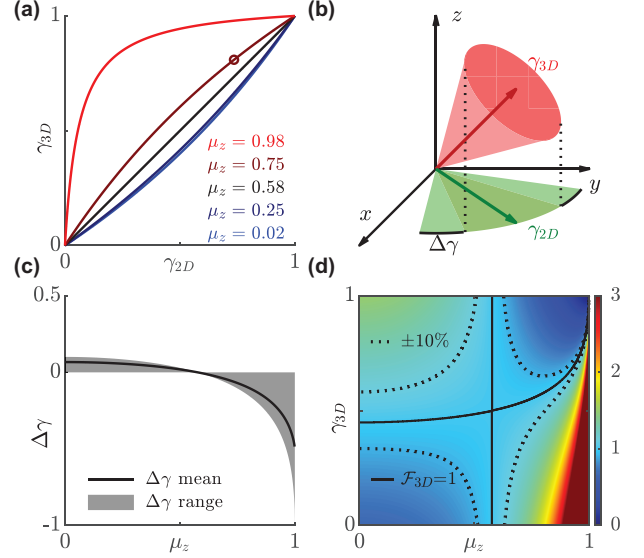 (a)
1
γ3D
0
0
γ2D
1
μz = 0.98
μz = 0.75
μz = 0.58
μz = 0.25
μz = 0.02
(b)
z
γ3D
y
x
Δγ
γ2D
(c)
0.5
0
-1
Δγ
Δγ mean
Δγ range
0
μz
1
(d)
1
γ3D
0
0
μz
1
±10%
F3D=1
3
2
1
0